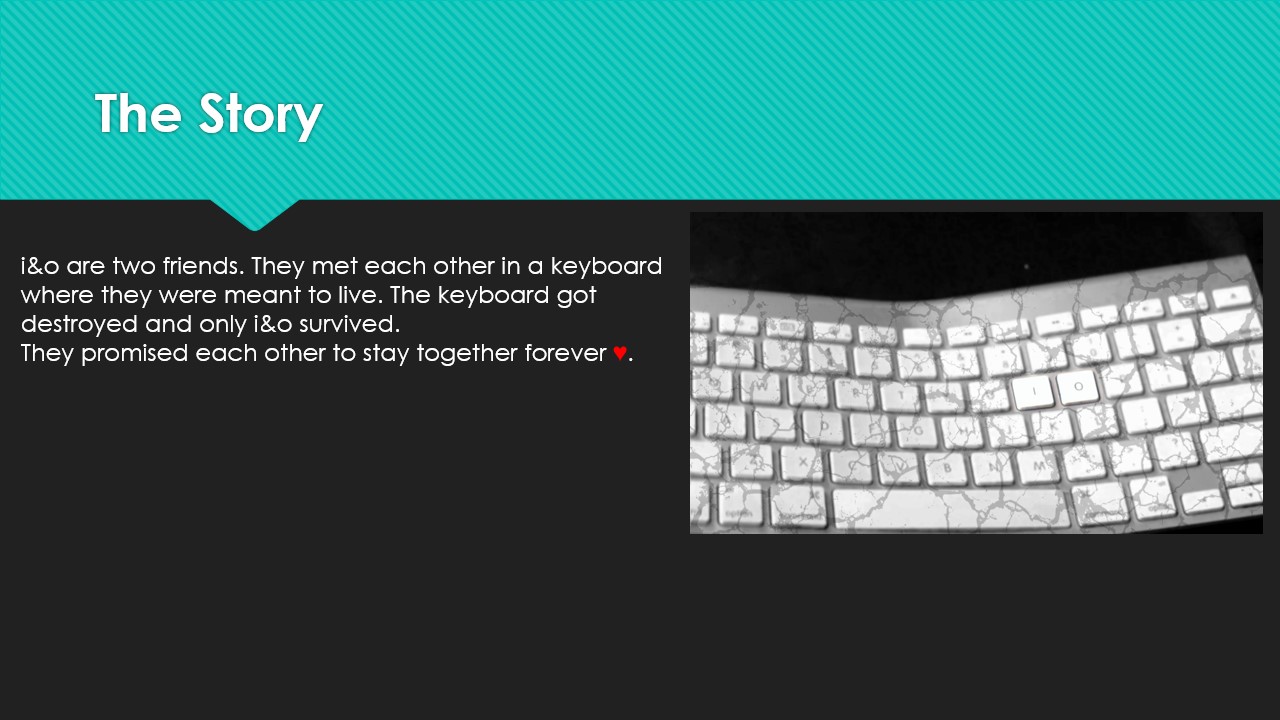 The Story
i&o are two friends. They met each other in a keyboard
where they were meant to live. The keyboard got
destroyed and only i&o survived.
They promised each other to stay together forever ♥.
I O